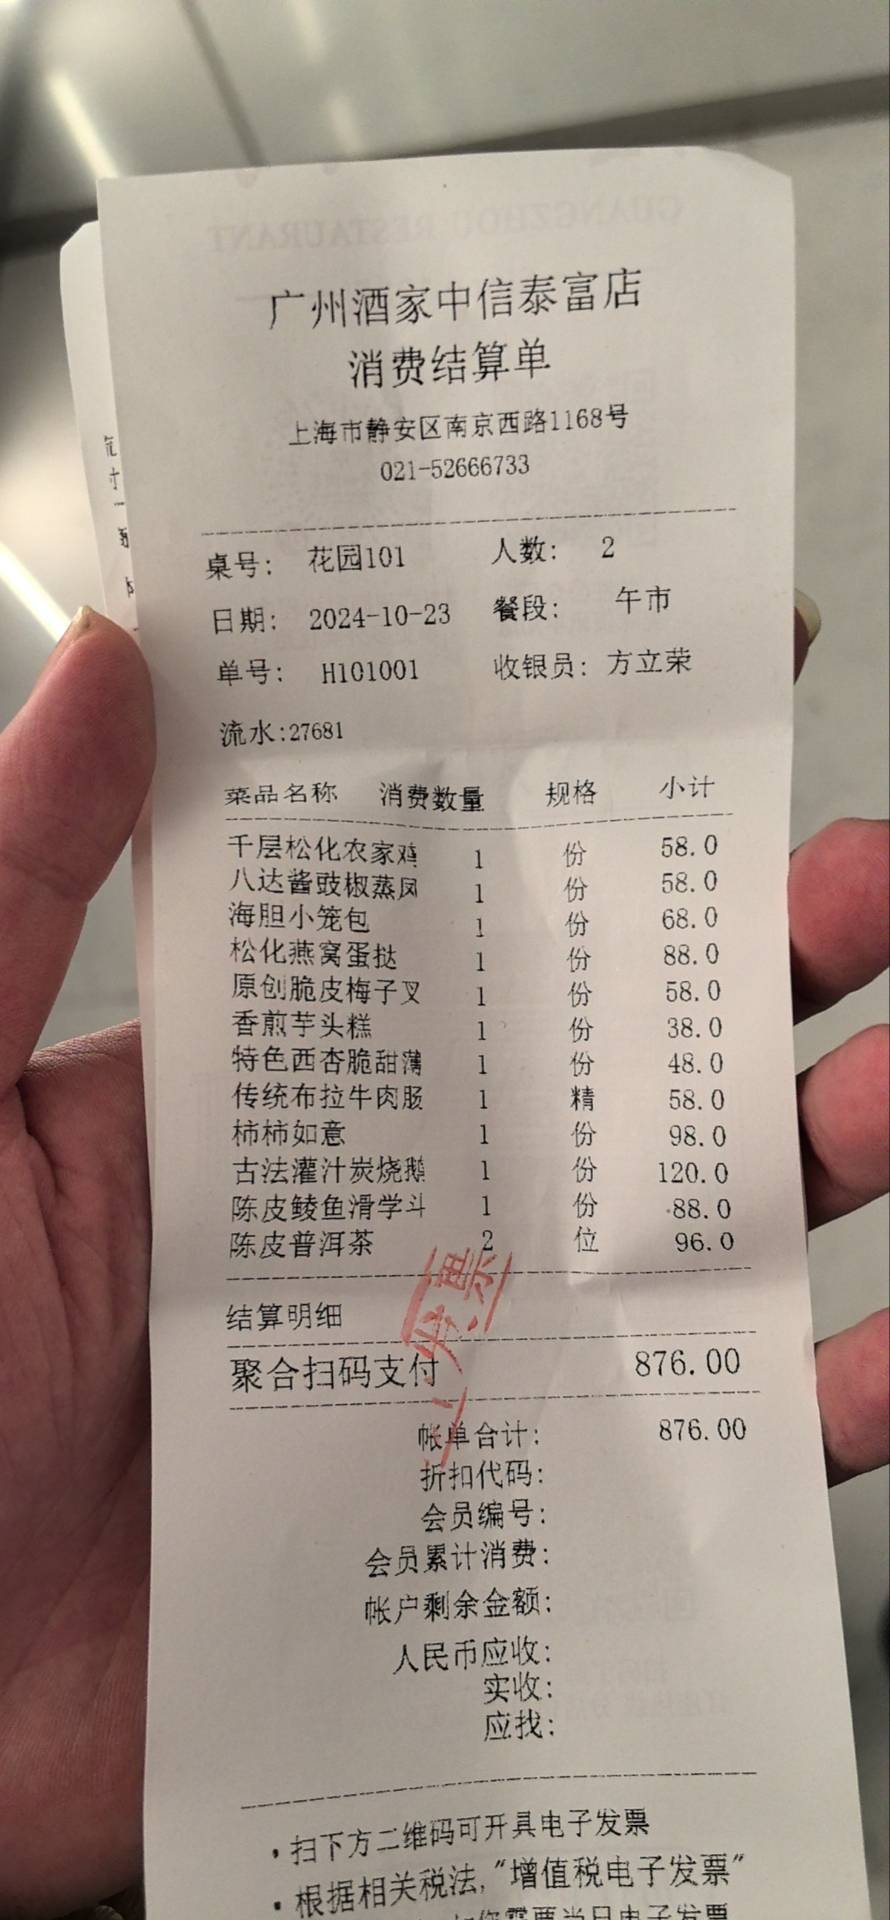 广州酒家中信泰富店
消费结算单
上海市静安区南京西路1168号
021-52666733
桌号: 花园101 人数: 2
日期: 2024-10-23 餐段: 午市
单号: H101001 收银员: 方立荣
流水:27681
菜品名称 消费数量 规格 小计
千层松化农家鸡 1 份 58.0
八达酱豉椒蒸凤 1 份 58.0
海胆小笼包 1 份 68.0
松化燕窝蛋挞 1 份 88.0
原创脆皮梅子叉 1 份 58.0
香煎芋头糕 1 份 38.0
特色西杏脆甜薄 1 份 48.0
传统布拉牛肉肠 1 精 58.0
柿柿如意 1 份 98.0
古法灌汁炭烧鹅 1 份 120.0
陈皮鲮鱼滑学斗 1 份 88.0
陈皮普洱茶 2 位 96.0
结算明细
聚合扫码支付 876.00
帐单合计: 876.00
折扣代码:
会员编号:
会员累计消费:
帐户剩余金额:
人民币应收:
实收:
应找:
·扫下方二维码可开具电子发票
·根据相关税法,"增值税电子发票"
需要当日电子发票